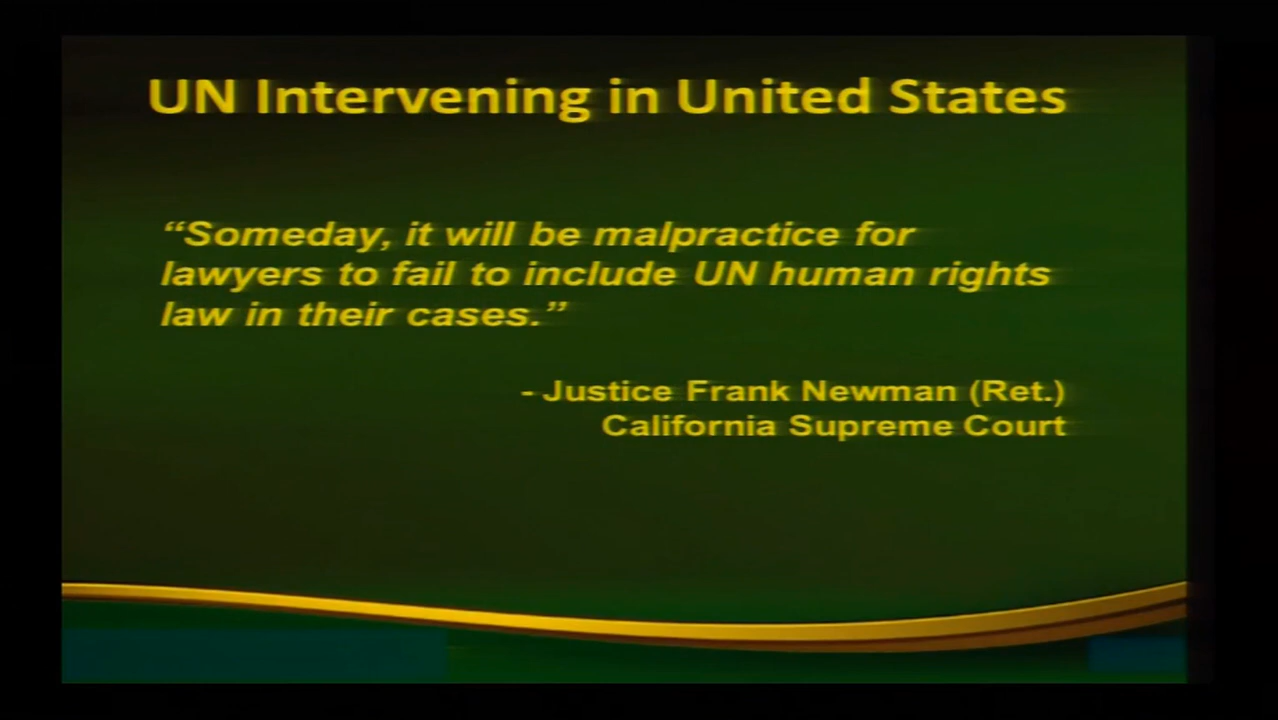 UN Intervening in United States
“Someday, it will be malpractice for
lawyers to fail to include UN human rights
law in their cases.”
- Justice Frank Newman (Ret.)
California Supreme Court